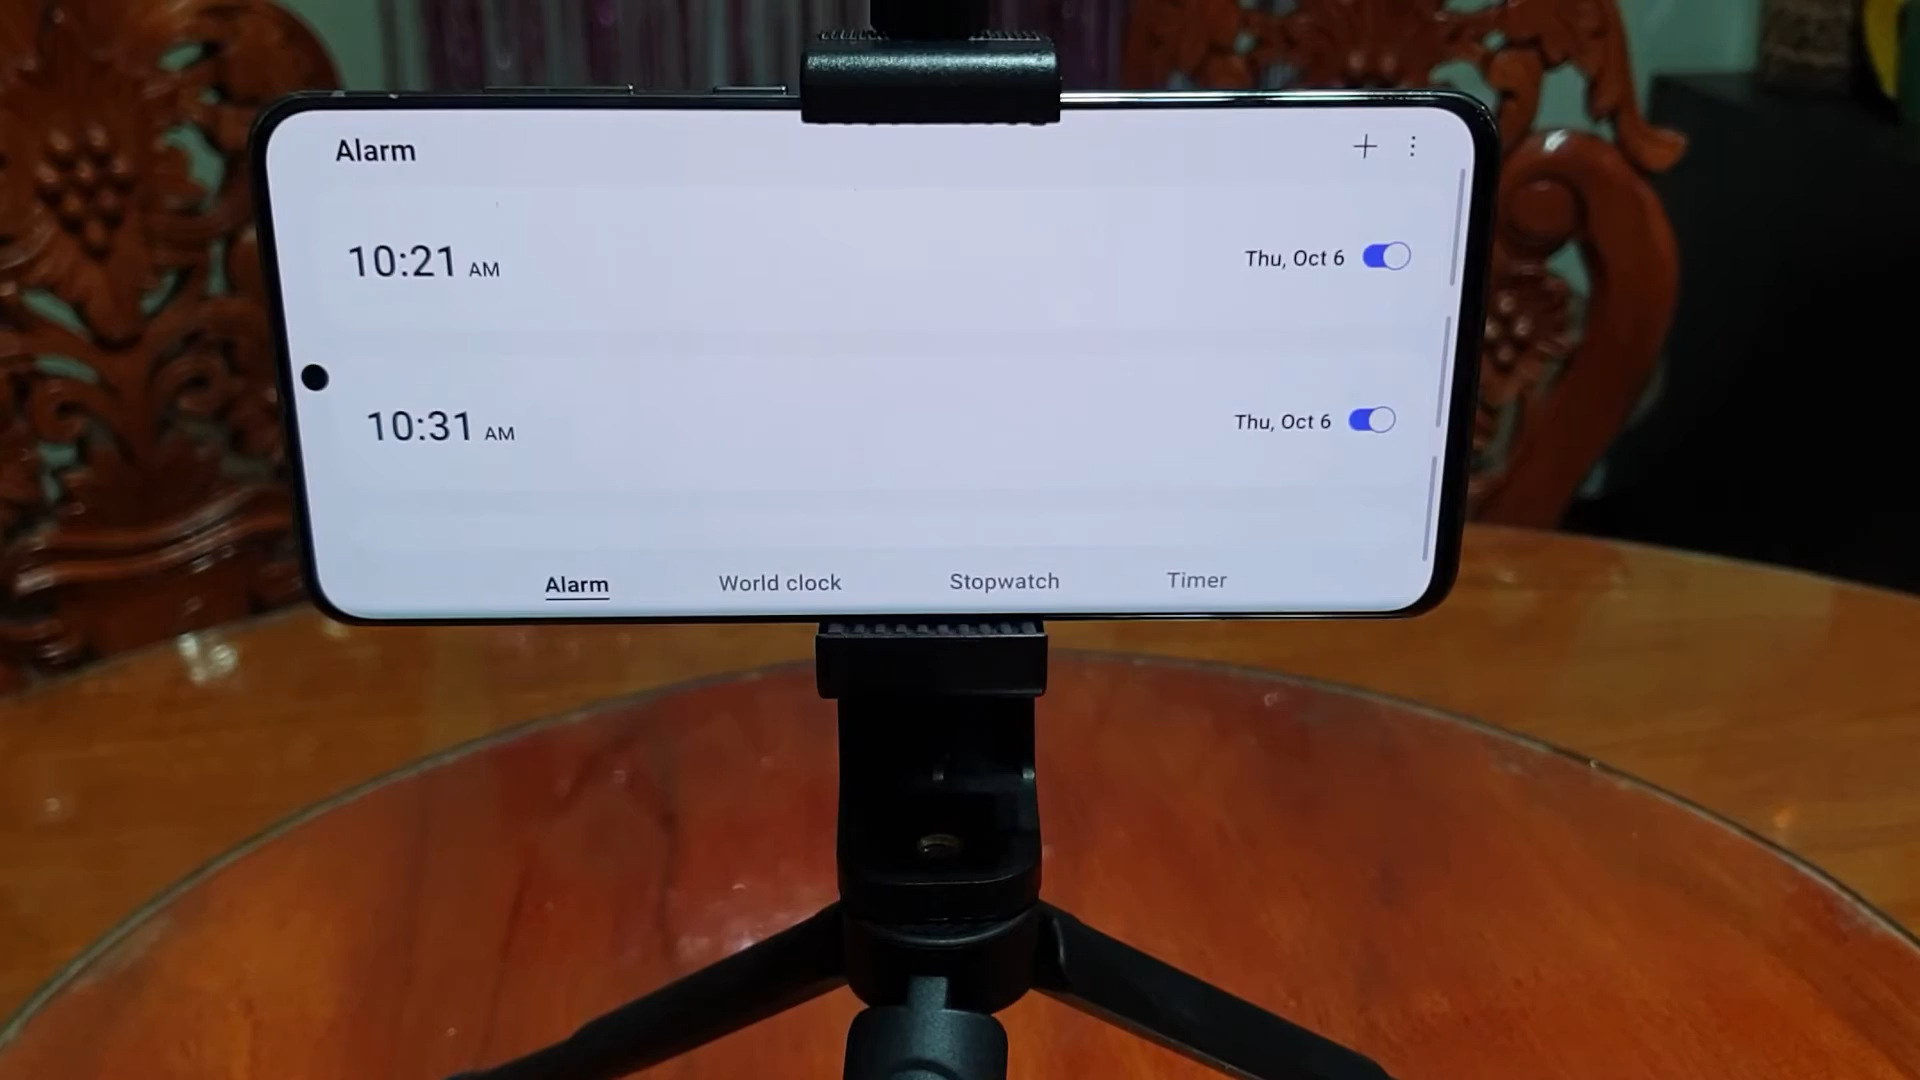 Alarm
10:21 AM Thu, Oct 6
10:31 AM Thu, Oct 6
Alarm World clock Stopwatch Timer